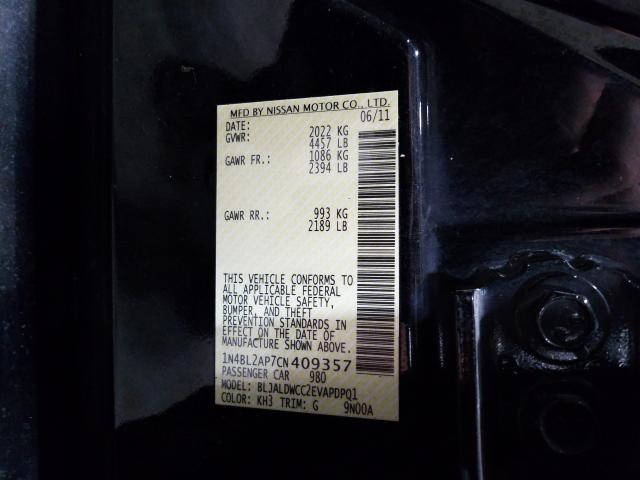 MFD BY NISSAN MOTOR CO., LTD.
DATE: 06/11
GVWR: 2022 KG
4457 LB
GAWR FR.: 1086 KG
2394 LB
GAWR RR.: 993 KG
2189 LB
THIS VEHICLE CONFORMS TO
ALL APPLICABLE FEDERAL
MOTOR VEHICLE SAFETY,
BUMPER, AND THEFT
PREVENTION STANDARDS IN
EFFECT ON THE DATE OF
MANUFACTURE SHOWN ABOVE.
1N4BL2AP7CN409357
PASSENGER CAR 980
MODEL: BLJALDWCC2EVAPDPQ1
COLOR: KH3 TRIM: G 9N00A